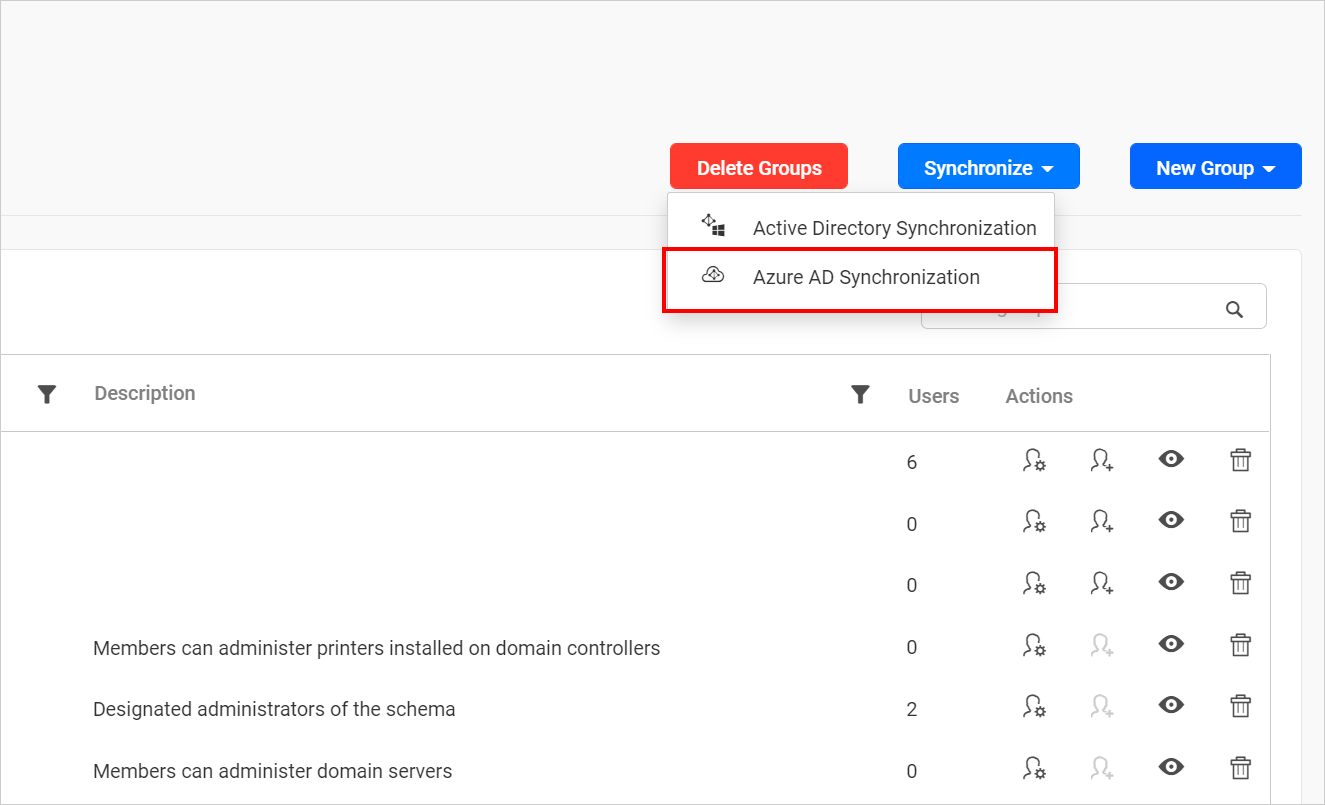 Delete Groups
Synchronize
New Group
Active Directory Synchronization
Azure AD Synchronization
Description
Users
Actions
6
0
0
Members can administer printers installed on domain controllers
0
Designated administrators of the schema
2
Members can administer domain servers
0